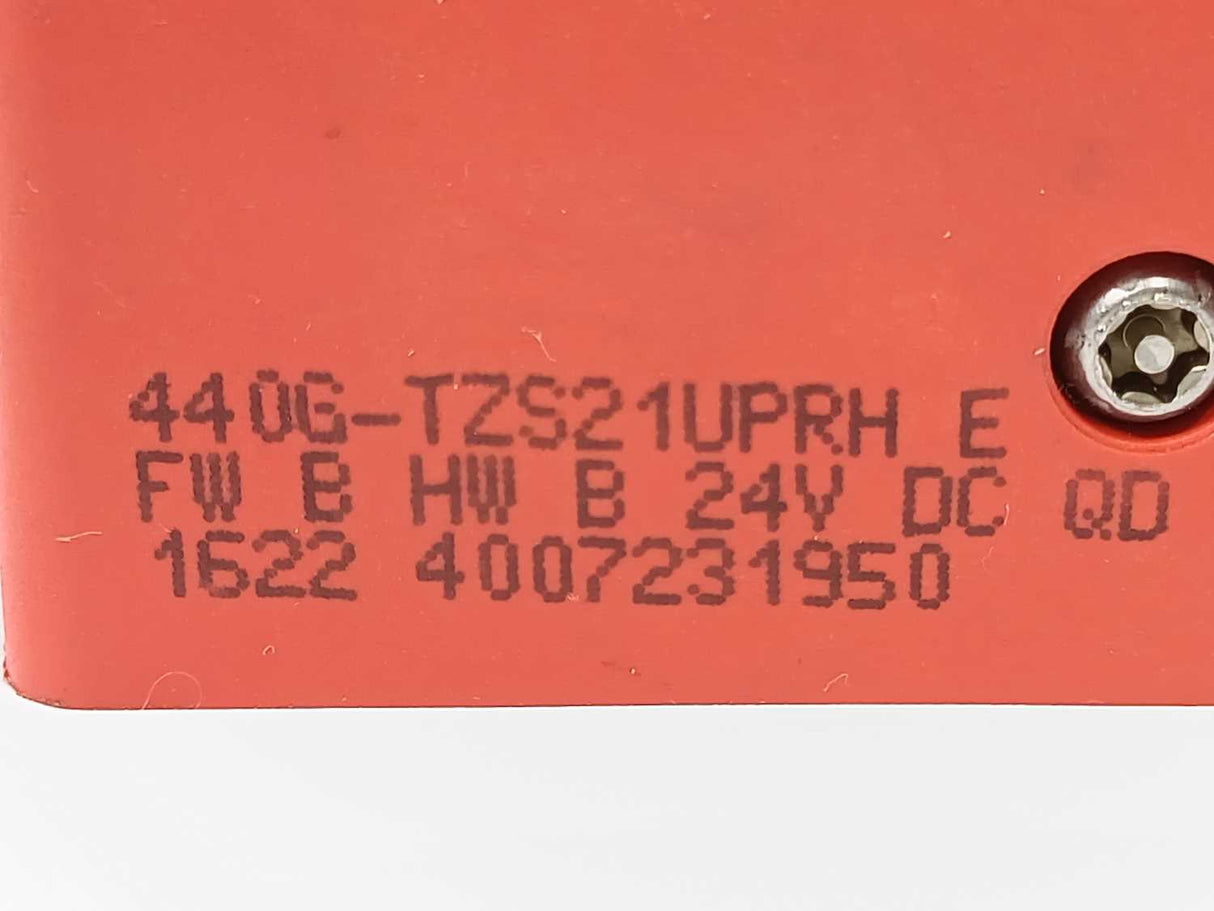 440G-TZS21UPRH E
FW B HW B 24V DC QD
1622 4007231950